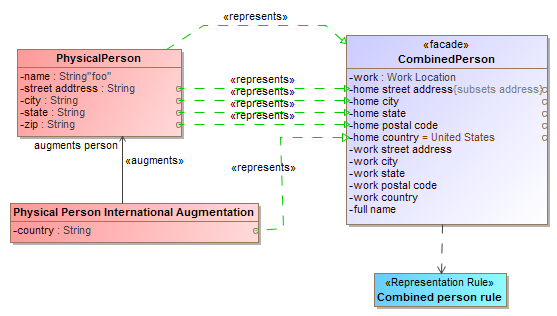 «represents»
PhysicalPerson
-name : String"foo"
-street addtress : String
-city : String
-state : String
-zip : String
«represents»
«represents»
«represents»
«represents»
«facade»
CombinedPerson
-work : Work Location
-home street address{subsets address}
-home city
-home state
-home postal code
-home country = United States
-work street address
-work city
-work state
-work postal code
-work country
-full name
augments person
«augments»
«represents»
Physical Person International Augmentation
-country : String
«Representation Rule»
Combined person rule